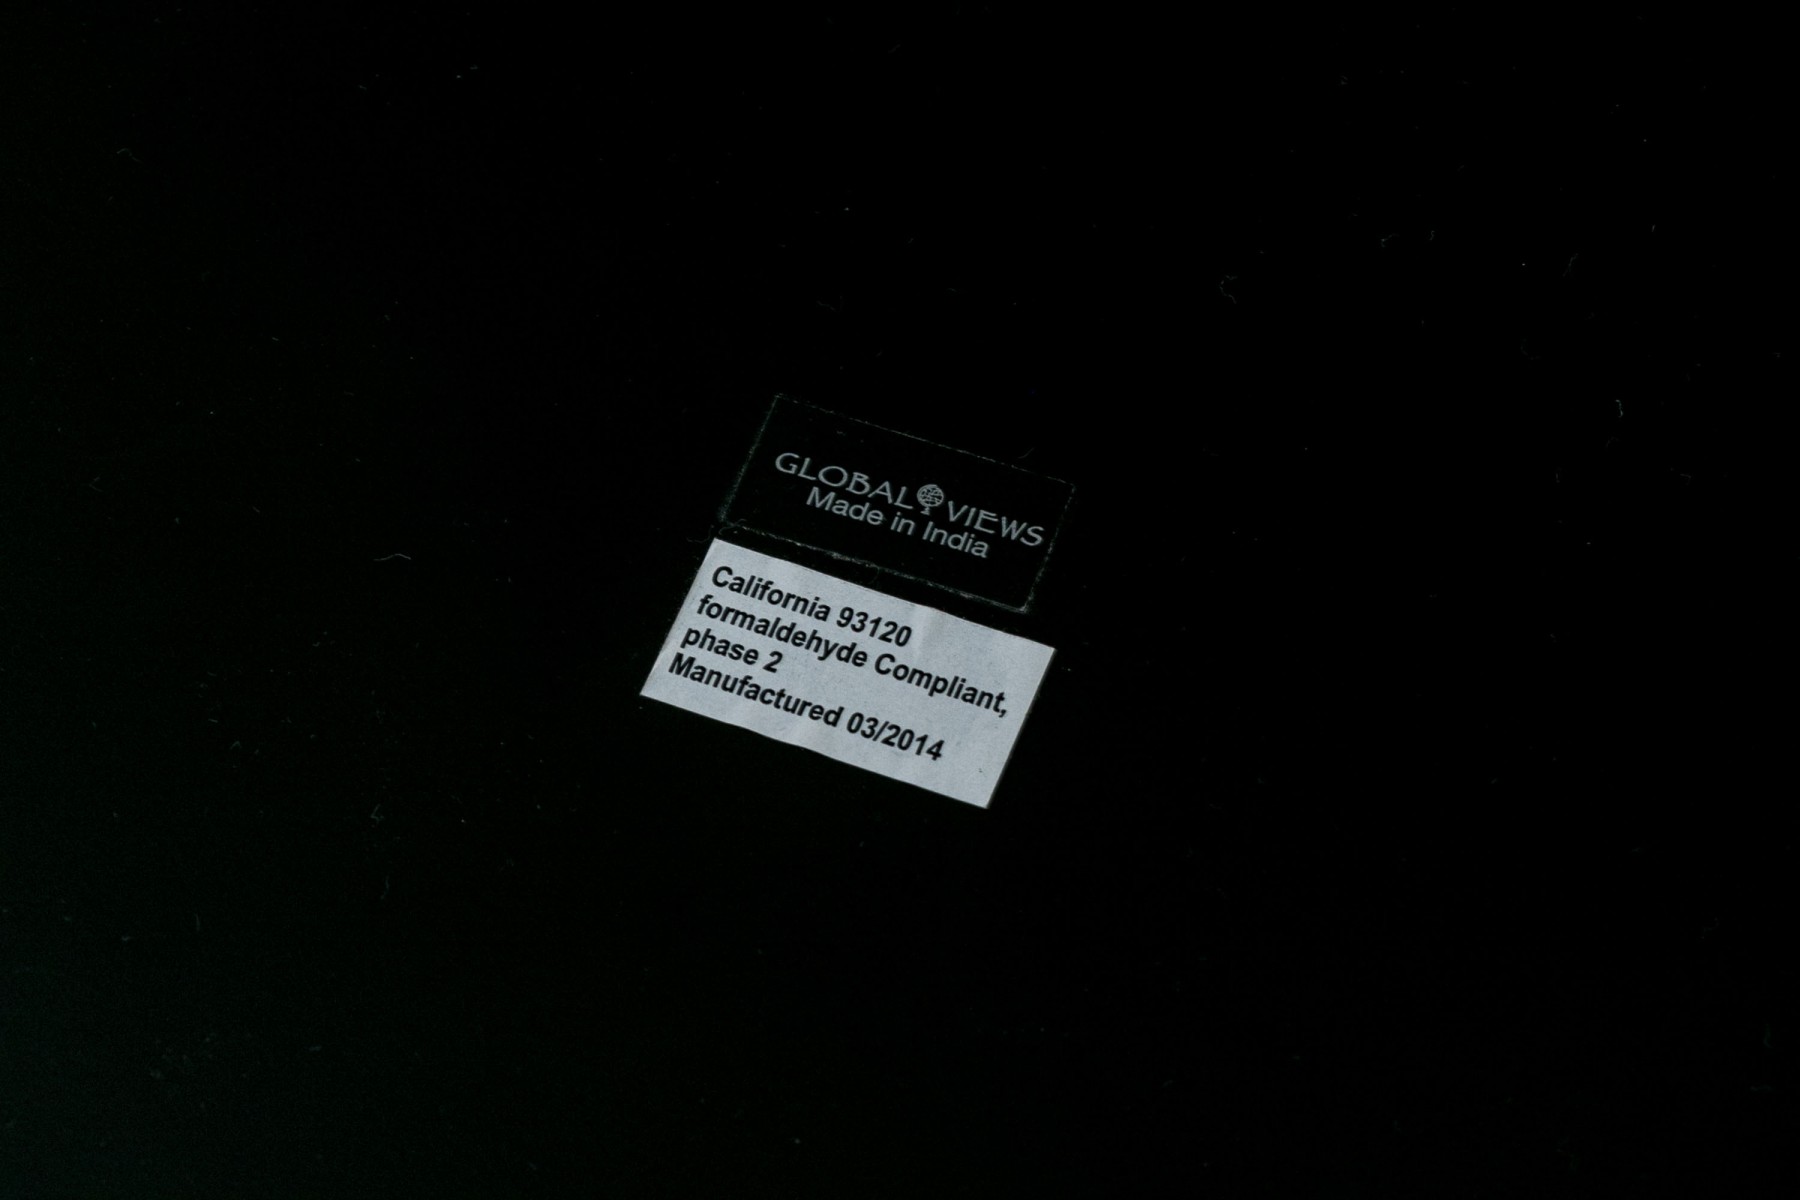 GLOBAL VIEWS
Made in India
California 93120
formaldehyde Compliant,
phase 2
Manufactured 03/2014